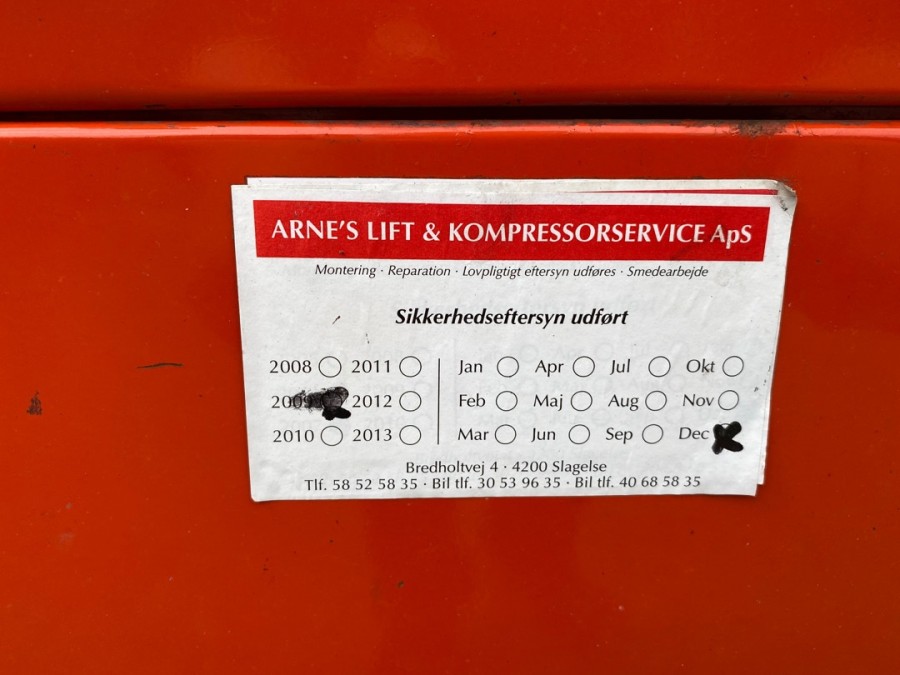 ARNE'S LIFT & KOMPRESSORSERVICE ApS
Montering · Reparation · Lovpligtigt eftersyn udføres · Smedearbejde
Sikkerhedseftersyn udført
2008 2011 Jan Apr Jul Okt
2009 2012 Feb Maj Aug Nov
2010 2013 Mar Jun Sep Dec
Bredholtvej 4 · 4200 Slagelse
Tlf. 58 52 58 35 · Bil tlf. 30 53 96 35 · Bil tlf. 40 68 58 35